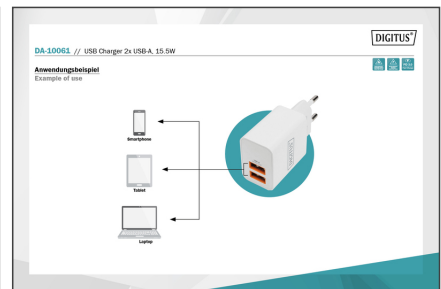 DIGITUS®
DA-10061 // USB Charger 2x USB-A, 15.5W
Anwendungsbeispiel
Example of use
Smartphone
Tablet
Laptop
DIGITUS